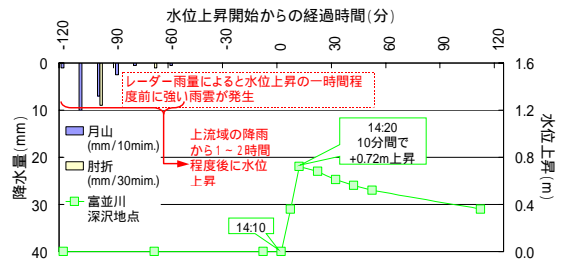 水位上昇開始からの経過時間(分)
-120
-90
-60
-30
0
30
60
90
120
0
10
20
30
40
降水量(mm)
1.6
1.2
0.8
0.4
0.0
水位上昇(m)
レーダー雨量によると水位上昇の一時間程
度前に強い雨雲が発生
月山
(mm/10mim.)
肘折
(mm/30mim.)
富並川
深沢地点
上流域の降雨
から1~2時間
程度後に水位
上昇
14:20
10分間で
+0.72m上昇
14:10